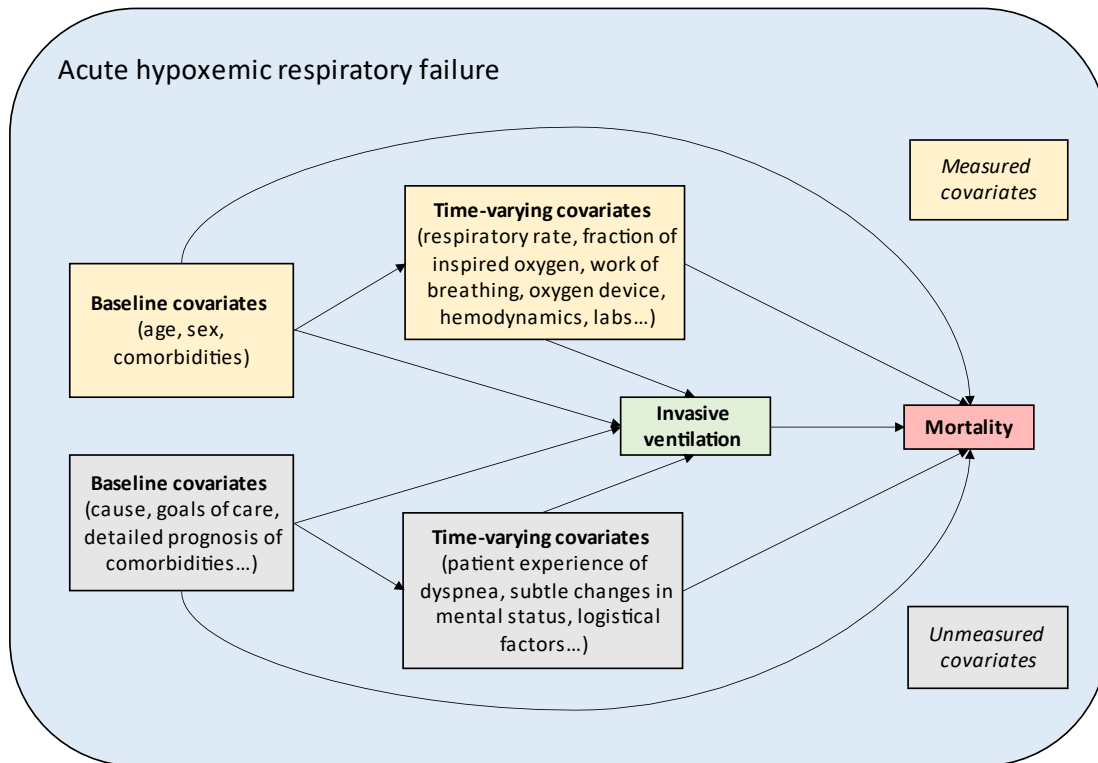 Acute hypoxemic respiratory failure
Measured
covariates
Time-varying covariates
(respiratory rate, fraction of
inspired oxygen, work of
breathing, oxygen device,
hemodynamics, labs…)
Baseline covariates
(age, sex,
comorbidities)
Invasive
ventilation
Mortality
Baseline covariates
(cause, goals of care,
detailed prognosis of
comorbidities…)
Time-varying covariates
(patient experience of
dyspnea, subtle changes in
mental status, logistical
factors…)
Unmeasured
covariates